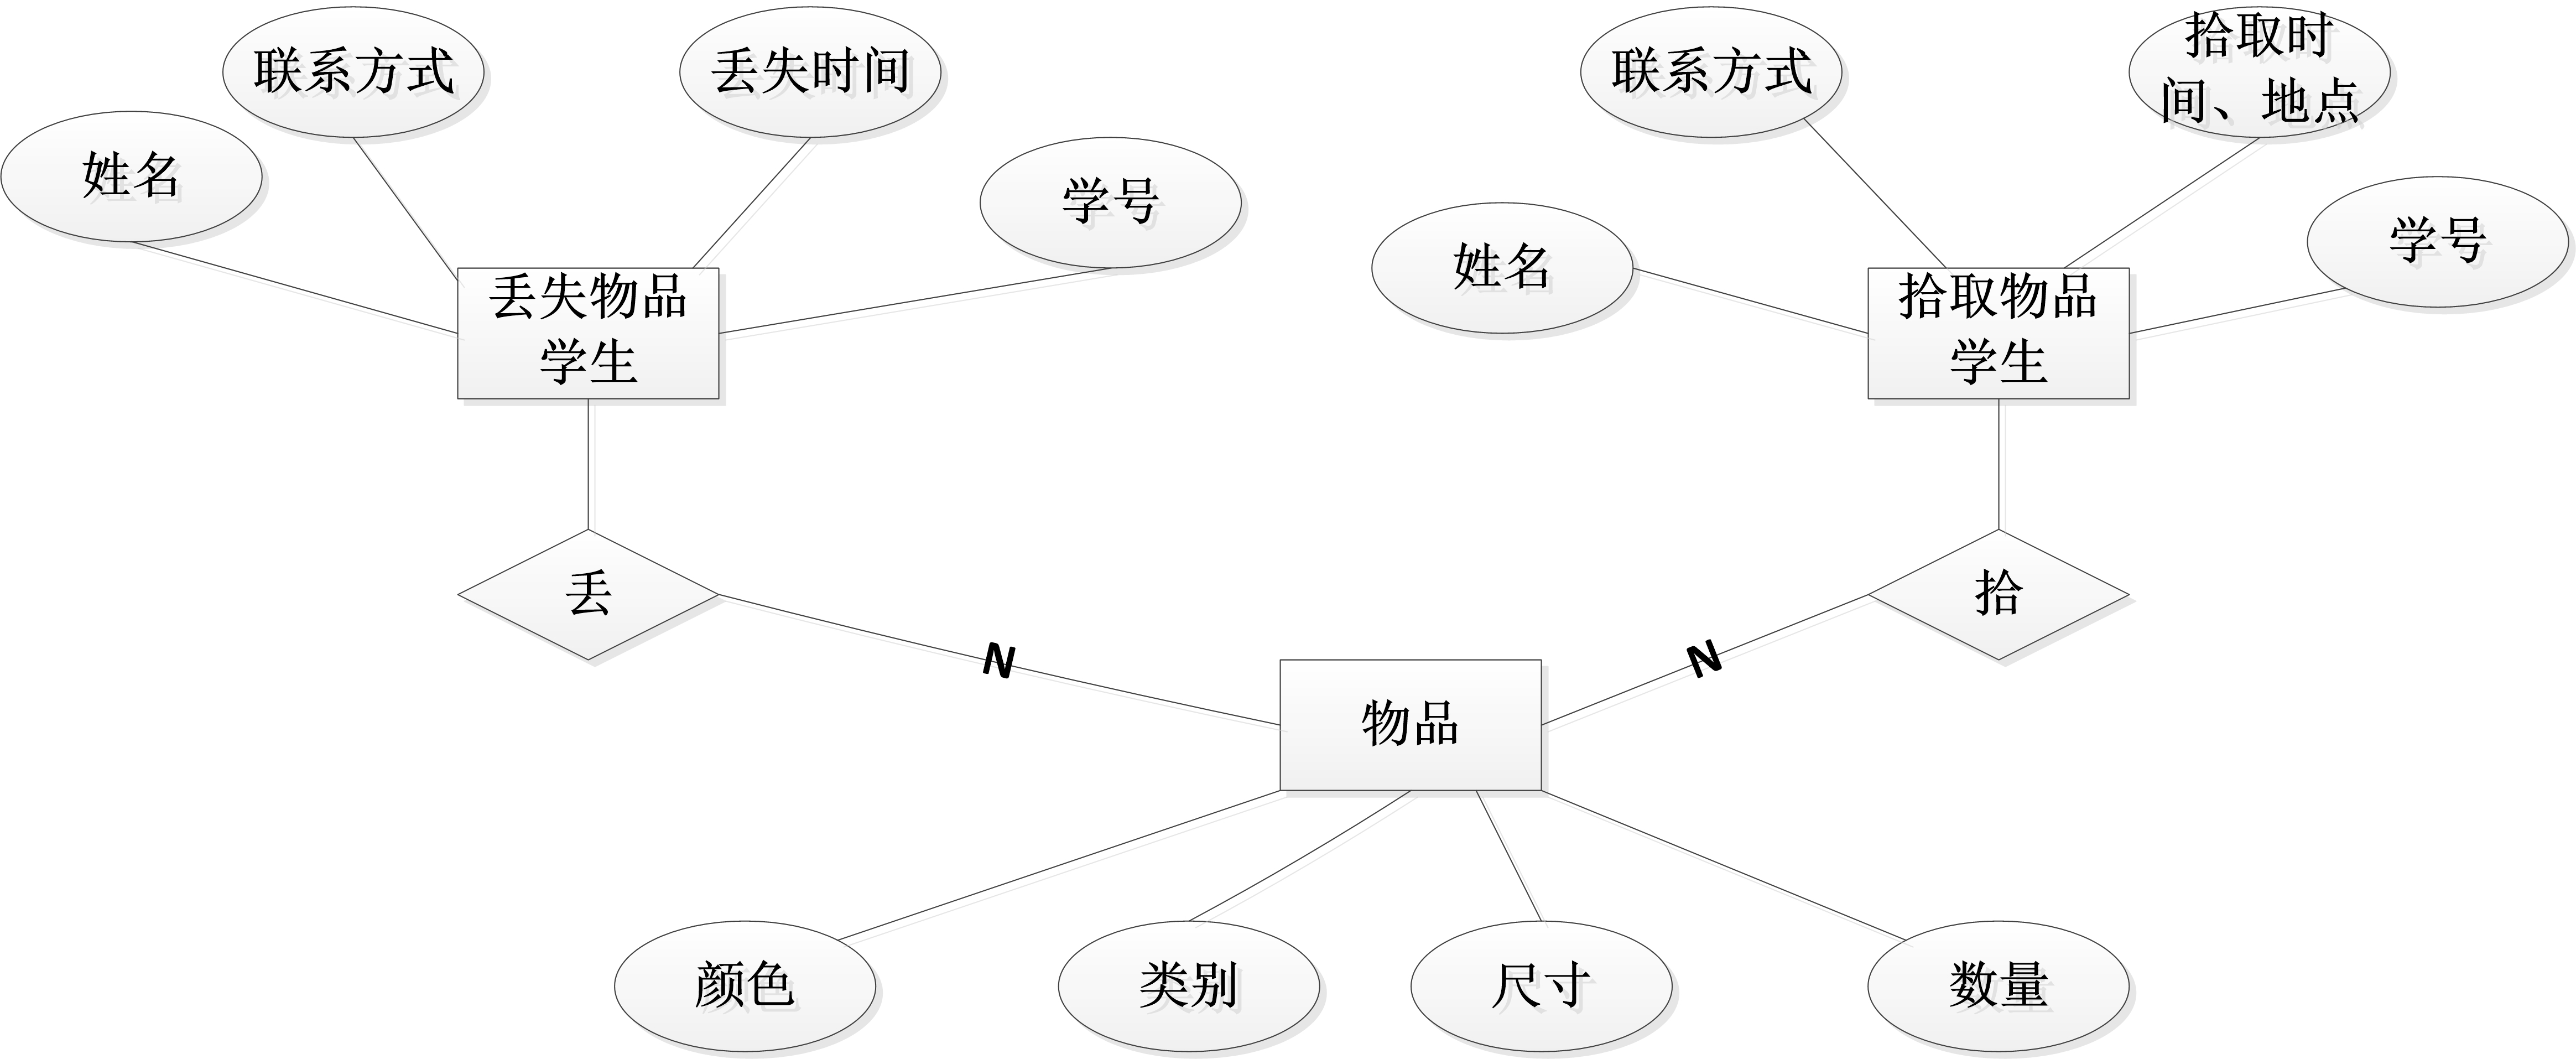 联系方式
丢失时间
姓名
学号
丢失物品
学生
联系方式
拾取时
间、地点
姓名
学号
拾取物品
学生
丢
拾
N
N
物品
颜色
类别
尺寸
数量